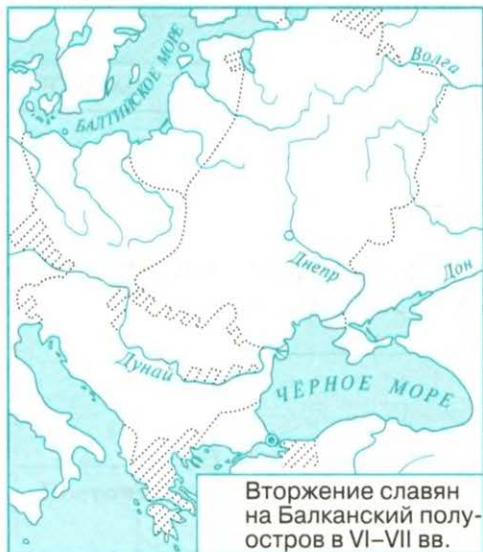 БАЛТИЙСКОЕ МОРЕ
Волга
Днепр
Дон
Дунай
ЧЁРНОЕ МОРЕ
Вторжение славян
на Балканский полу-
остров в VI–VII вв.